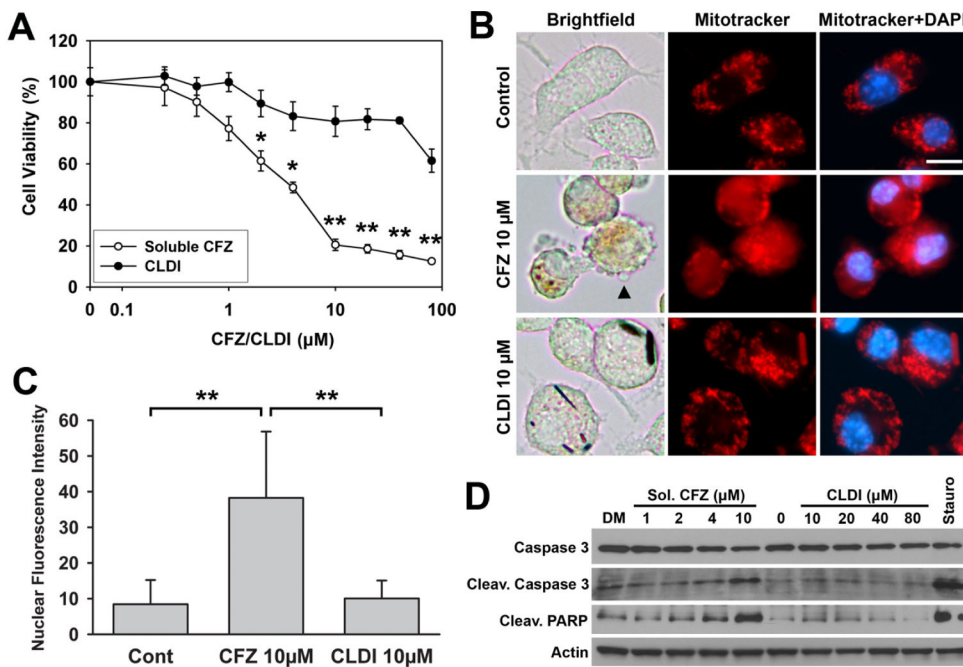 A
Cell Viability (%)
120
100
80
60
40
20
0
Soluble CFZ
CLDI
* * ** ** ** **
0 0.1 1 10 100
CFZ/CLDI (µM)
B
Brightfield Mitotracker Mitotracker+DAPI
Control
CFZ 10 µM
CLDI 10 µM
C
Nuclear Fluorescence Intensity
** **
60
50
40
30
20
10
0
Cont CFZ 10µM CLDI 10µM
D
Sol. CFZ (µM) CLDI (µM) Stauro
DM 1 2 4 10 0 10 20 40 80
Caspase 3
Cleav. Caspase 3
Cleav. PARP
Actin